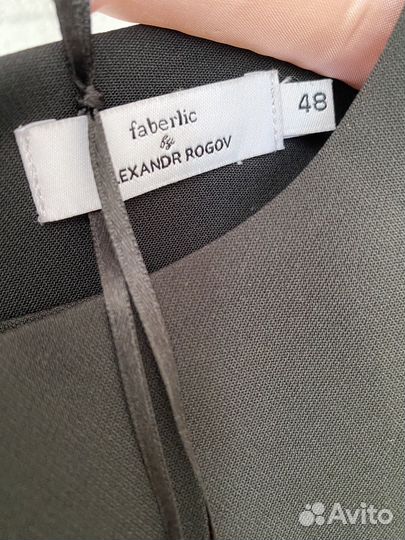 faberlic
by
LEXANDR ROGOV
48
Avito